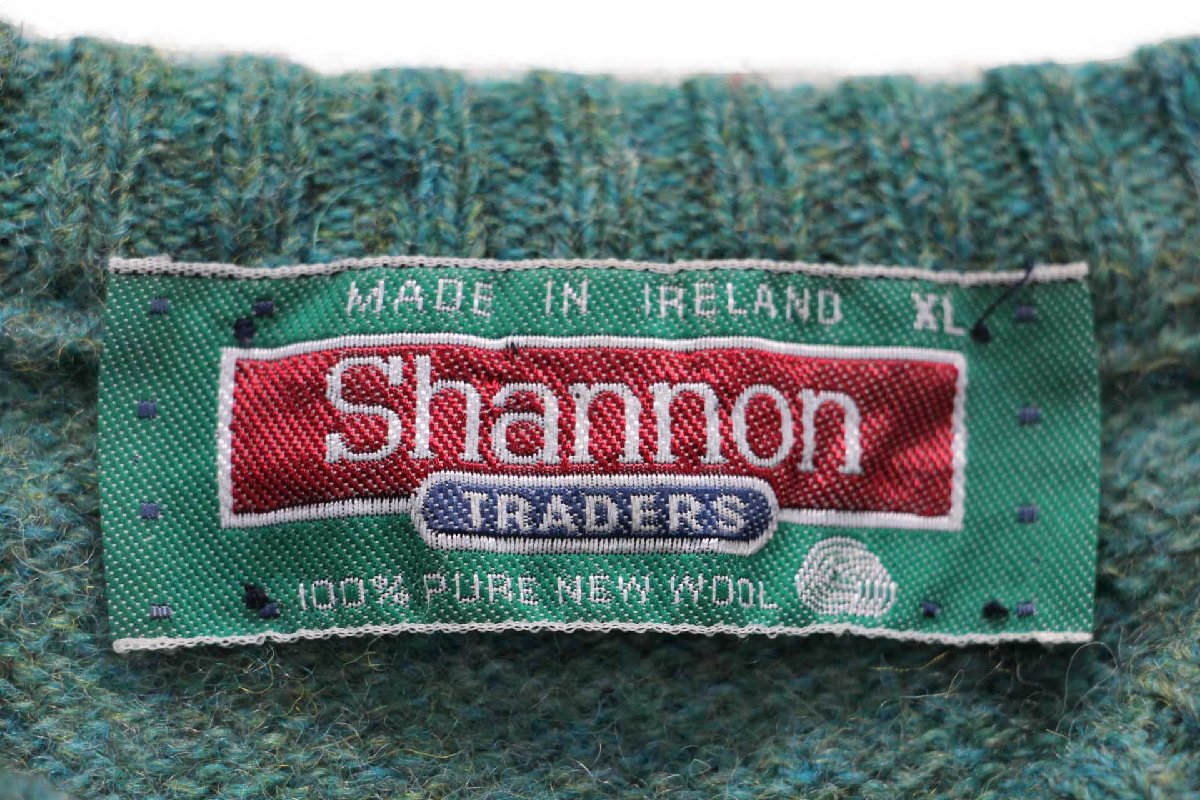 MADE IN IRELAND XL
Shannon
TRADERS
100% PURE NEW WOOL